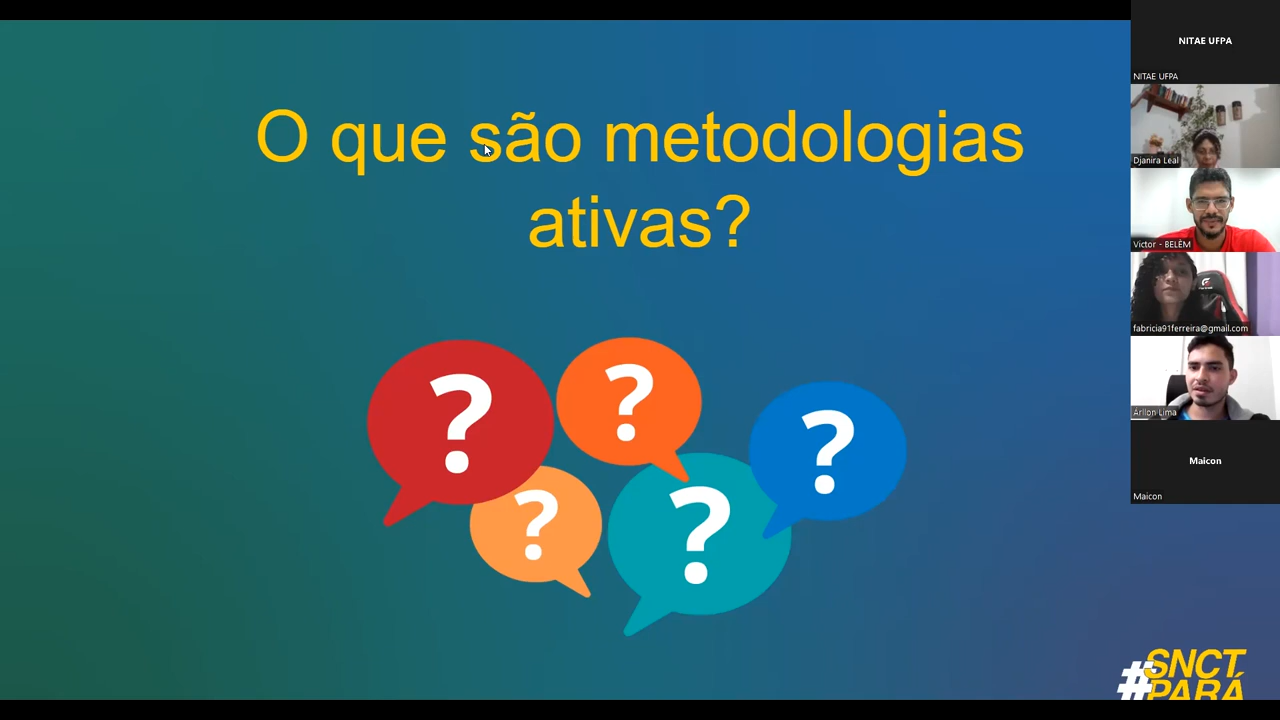 O que são metodologias
ativas?
?
?
?
?
?
#SNCT
PARÁ
NITAE UFPA
NITAE UFPA
Djanira Leal
Victor - BELÉM
fabricia91ferreira@gmail.com
Árllon Lima
Maicon
Maicon